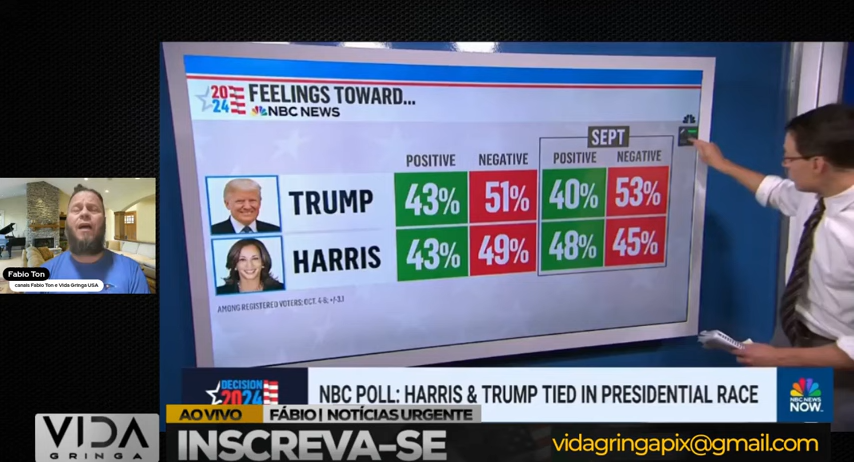 2024
FEELINGS TOWARD...
NBC NEWS
SEPT
POSITIVE NEGATIVE POSITIVE NEGATIVE
TRUMP 43% 51% 40% 53%
HARRIS 43% 49% 48% 45%
AMONG REGISTERED VOTERS; OCT. 4-8; +/-3.1
Fabio Ton
canais Fabio Ton e Vida Gringa USA
DECISION
2024
NBC POLL: HARRIS & TRUMP TIED IN PRESIDENTIAL RACE
NBC NEWS
NOW
AO VIVO FÁBIO | NOTÍCIAS URGENTE
VIDA
GRINGA
INSCREVA-SE
vidagringapix@gmail.com